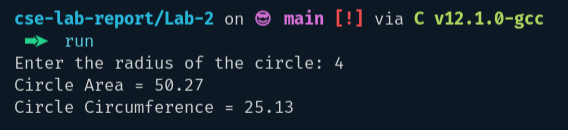 cse-lab-report/Lab-2 on 😎 main [!] via C v12.1.0-gcc
➡ run
Enter the radius of the circle: 4
Circle Area = 50.27
Circle Circumference = 25.13